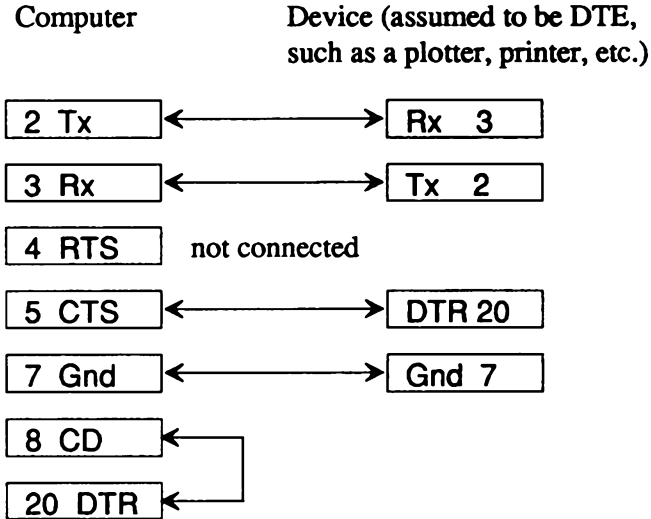 Computer Device (assumed to be DTE,
such as a plotter, printer, etc.)
2 Tx Rx 3
3 Rx Tx 2
4 RTS not connected
5 CTS DTR 20
7 Gnd Gnd 7
8 CD
20 DTR